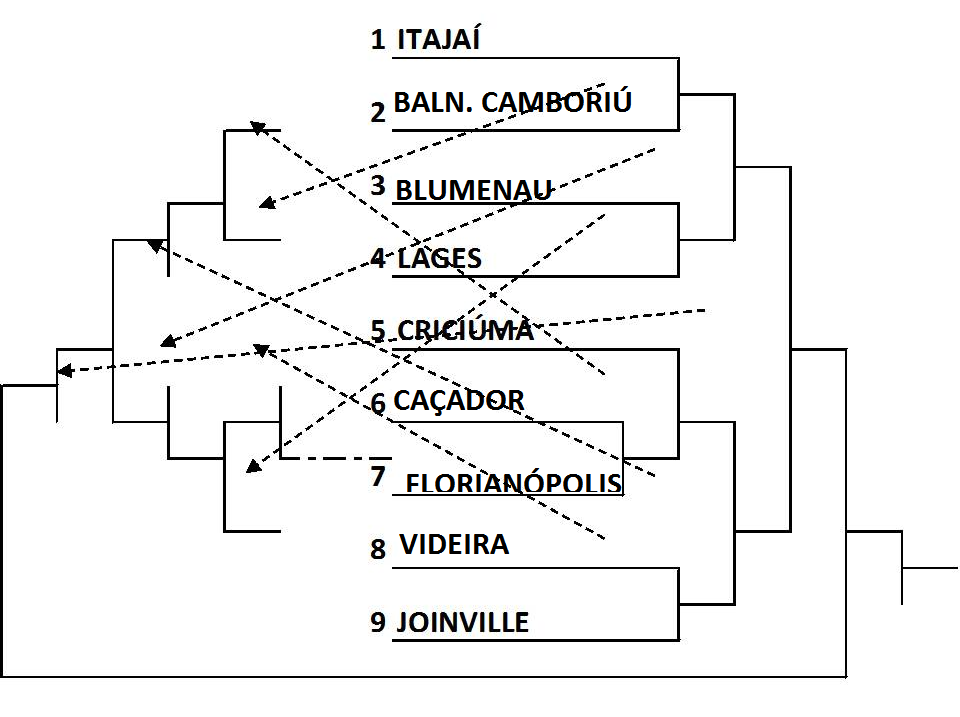 1 ITAJAÍ
2 BALN. CAMBORIÚ
3 BLUMENAU
4 LAGES
5 CRICIÚMA
6 CAÇADOR
7 FLORIANÓPOLIS
8 VIDEIRA
9 JOINVILLE